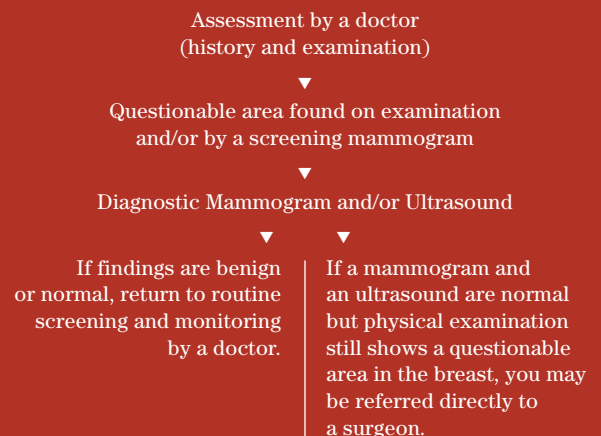 Assessment by a doctor
(history and examination)
Questionable area found on examination
and/or by a screening mammogram
Diagnostic Mammogram and/or Ultrasound
If findings are benign
or normal, return to routine
screening and monitoring
by a doctor.
If a mammogram and
an ultrasound are normal
but physical examination
still shows a questionable
area in the breast, you may
be referred directly to
a surgeon.